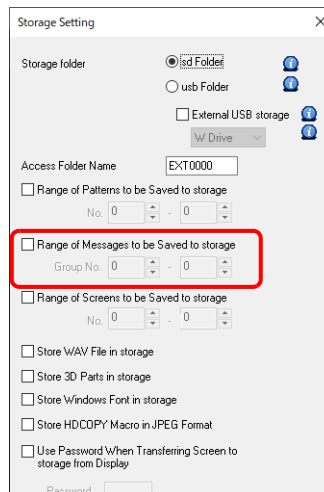 Storage Setting
Storage folder
sd Folder
usb Folder
External USB storage
W Drive
Access Folder Name EXT0000
Range of Patterns to be Saved to storage
No. 0 - 0
Range of Messages to be Saved to storage
Group No. 0 - 0
Range of Screens to be Saved to storage
No. 0 - 0
Store WAV File in storage
Store 3D Parts in storage
Store Windows Font in storage
Store HDCOPY Macro in JPEG Format
Use Password When Transferring Screen to
storage from Display
Password